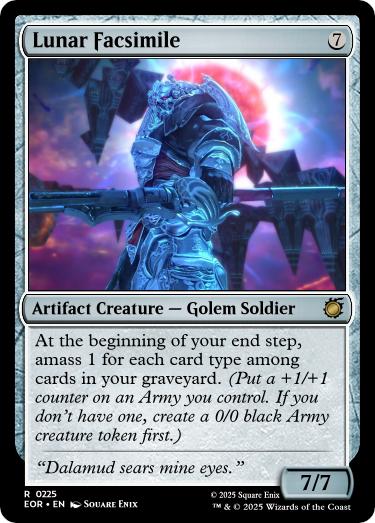 Lunar Facsimile 7
Artifact Creature — Golem Soldier
At the beginning of your end step,
amass 1 for each card type among
cards in your graveyard. (Put a +1/+1
counter on an Army you control. If you
don't have one, create a 0/0 black Army
creature token first.)
"Dalamud sears mine eyes."
7/7
R 0225
EOR • EN SQUARE ENIX
© 2025 Square Enix
™ & © 2025 Wizards of the Coast